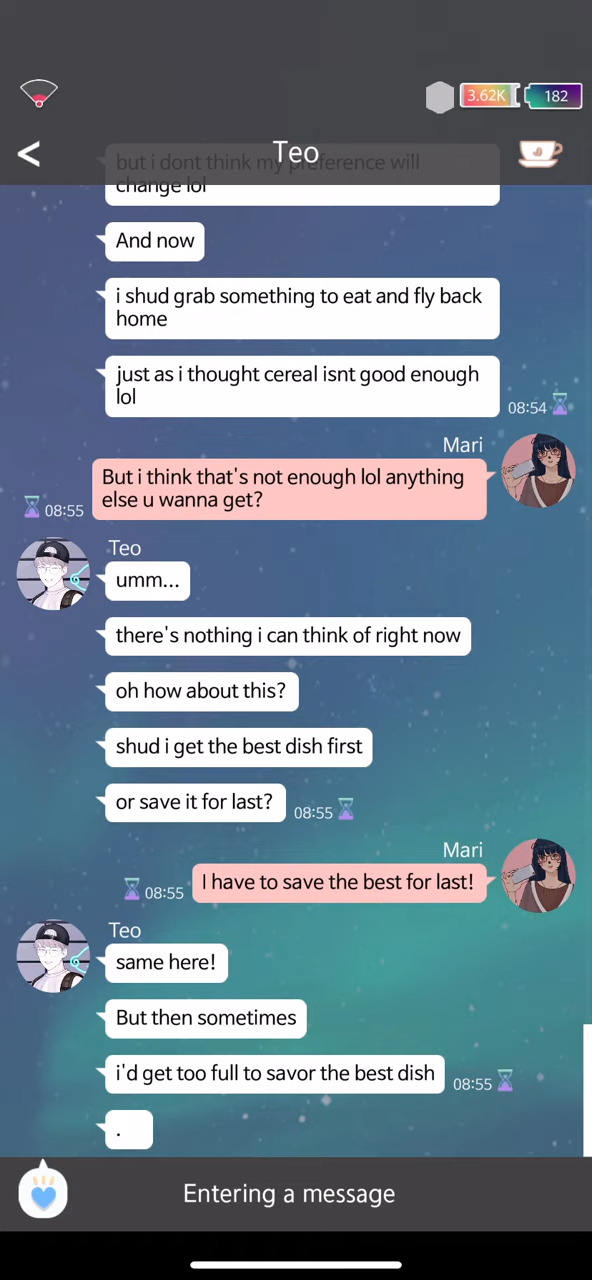 3.62K
182
<
Teo
but i dont think my preference will
change lol
And now
i shud grab something to eat and fly back
home
just as i thought cereal isnt good enough
lol
08:54
Mari
But i think that's not enough lol anything
else u wanna get?
08:55
Teo
umm...
there's nothing i can think of right now
oh how about this?
shud i get the best dish first
or save it for last?
08:55
Mari
I have to save the best for last!
08:55
Teo
same here!
But then sometimes
i'd get too full to savor the best dish
08:55
.
Entering a message